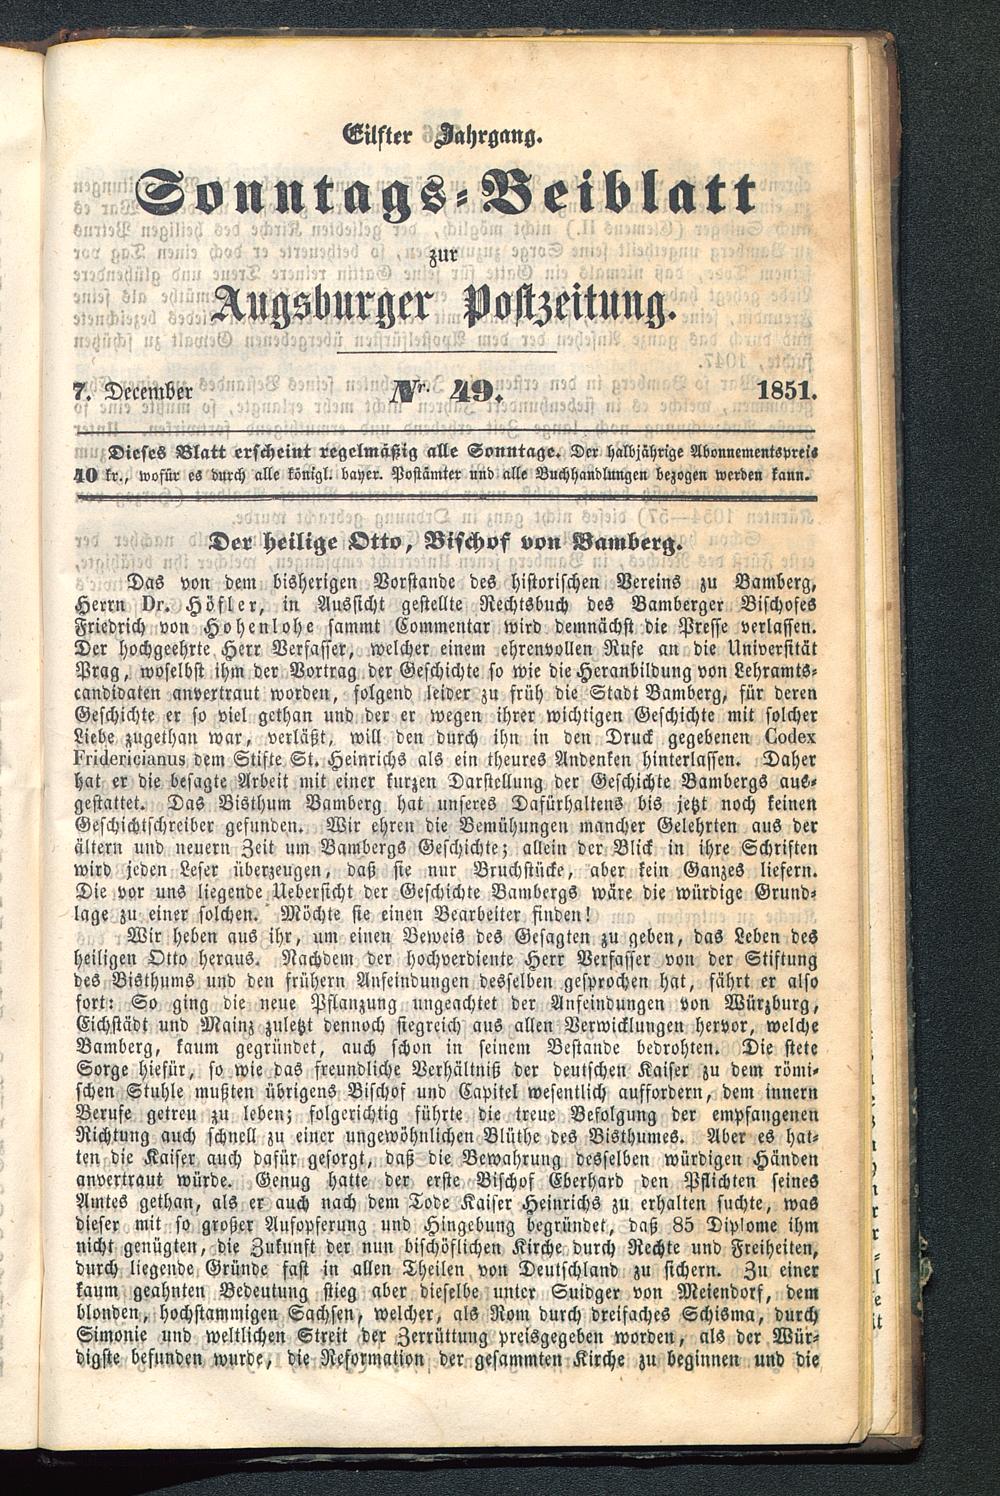 Eilfter Jahrgang.
Sonntags-Beiblatt
zur
Augsburger Postzeitung.
7. December Nr. 49. 1851.
Dieses Blatt erscheint regelmäßig alle Sonntage. Der halbjährige Abonnementspreis
40 kr., wofür es durch alle königl. bayer. Postämter und alle Buchhandlungen bezogen werden kann.
Der heilige Otto, Bischof von Bamberg.
Das von dem bisherigen Vorstande des historischen Vereins zu Bamberg,
Herrn Dr. Höfler, in Aussicht gestellte Rechtsbuch des Bamberger Bischofes
Friedrich von Hohenlohe sammt Commentar wird demnächst die Presse verlassen.
Der hochgeehrte Herr Verfasser, welcher einem ehrenvollen Rufe an die Universität
Prag, woselbst ihm der Vortrag der Geschichte so wie die Heranbildung von Lehramts-
candidaten anvertraut worden, folgend leider zu früh die Stadt Bamberg, für deren
Geschichte er so viel gethan und der er wegen ihrer wichtigen Geschichte mit solcher
Liebe zugethan war, verläßt, will den durch ihn in den Druck gegebenen Codex
Fridericianus dem Stifte St. Heinrichs als ein theures Andenken hinterlassen. Daher
hat er die besagte Arbeit mit einer kurzen Darstellung der Geschichte Bambergs aus-
gestattet. Das Bisthum Bamberg hat unseres Dafürhaltens bis jetzt noch keinen
Geschichtschreiber gefunden. Wir ehren die Bemühungen mancher Gelehrten aus der
ältern und neuern Zeit um Bambergs Geschichte; allein der Blick in ihre Schriften
wird jeden Leser überzeugen, daß sie nur Bruchstücke, aber kein Ganzes liefern.
Die vor uns liegende Uebersicht der Geschichte Bambergs wäre die würdige Grund-
lage zu einer solchen. Möchte sie einen Bearbeiter finden!
Wir heben aus ihr, um einen Beweis des Gesagten zu geben, das Leben des
heiligen Otto heraus. Nachdem der hochverdiente Herr Verfasser von der Stiftung
des Bisthums und den frühern Anfeindungen desselben gesprochen hat, fährt er also
fort: So ging die neue Pflanzung ungeachtet der Anfeindungen von Würzburg,
Eichstädt und Mainz zuletzt dennoch siegreich aus allen Verwicklungen hervor, welche
Bamberg, kaum gegründet, auch schon in seinem Bestande bedrohten. Die stete
Sorge hiefür, so wie das freundliche Verhältniß der deutschen Kaiser zu dem römi-
schen Stuhle mußten übrigens Bischof und Capitel wesentlich auffordern, dem innern
Berufe getreu zu leben; folgerichtig führte die treue Befolgung der empfangenen
Richtung auch schnell zu einer ungewöhnlichen Blüthe des Bisthumes. Aber es hat-
ten die Kaiser auch dafür gesorgt, daß die Bewahrung desselben würdigen Händen
anvertraut würde. Genug hatte der erste Bischof Eberhard den Pflichten seines
Amtes gethan, als er auch nach dem Tode Kaiser Heinrichs zu erhalten suchte, was
dieser mit so großer Aufopferung und Hingebung begründet, daß 85 Diplome ihm
nicht genügten, die Zukunft der nun bischöflichen Kirche durch Rechte und Freiheiten,
durch liegende Gründe fast in allen Theilen von Deutschland zu sichern. Zu einer
kaum geahnten Bedeutung stieg aber dieselbe unter Suidger von Meiendorf, dem
blonden, hochstammigen Sachsen, welcher, als Rom durch dreifaches Schisma, durch
Simonie und weltlichen Streit der Zerrüttung preisgegeben worden, als der Wür-
digste befunden wurde, die Reformation der gesammten Kirche zu beginnen und die